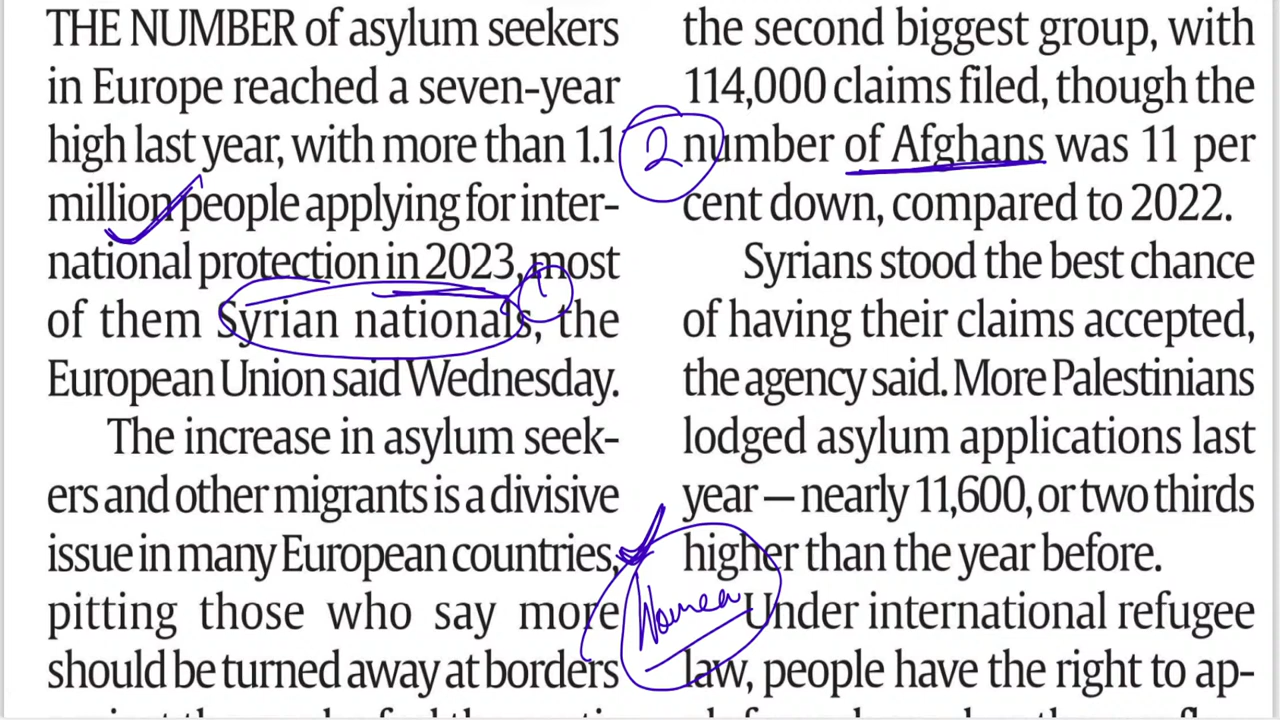 THE NUMBER of asylum seekers
in Europe reached a seven-year
high last year, with more than 1.1
million people applying for inter-
national protection in 2023, most
of them Syrian nationals, the
European Union said Wednesday.
The increase in asylum seek-
ers and other migrants is a divisive
issue in many European countries,
pitting those who say more
should be turned away at borders
the second biggest group, with
114,000 claims filed, though the
number of Afghans was 11 per
cent down, compared to 2022.
Syrians stood the best chance
of having their claims accepted,
the agency said. More Palestinians
lodged asylum applications last
year — nearly 11,600, or two thirds
higher than the year before.
Under international refugee
law, people have the right to ap-
1
2
Women